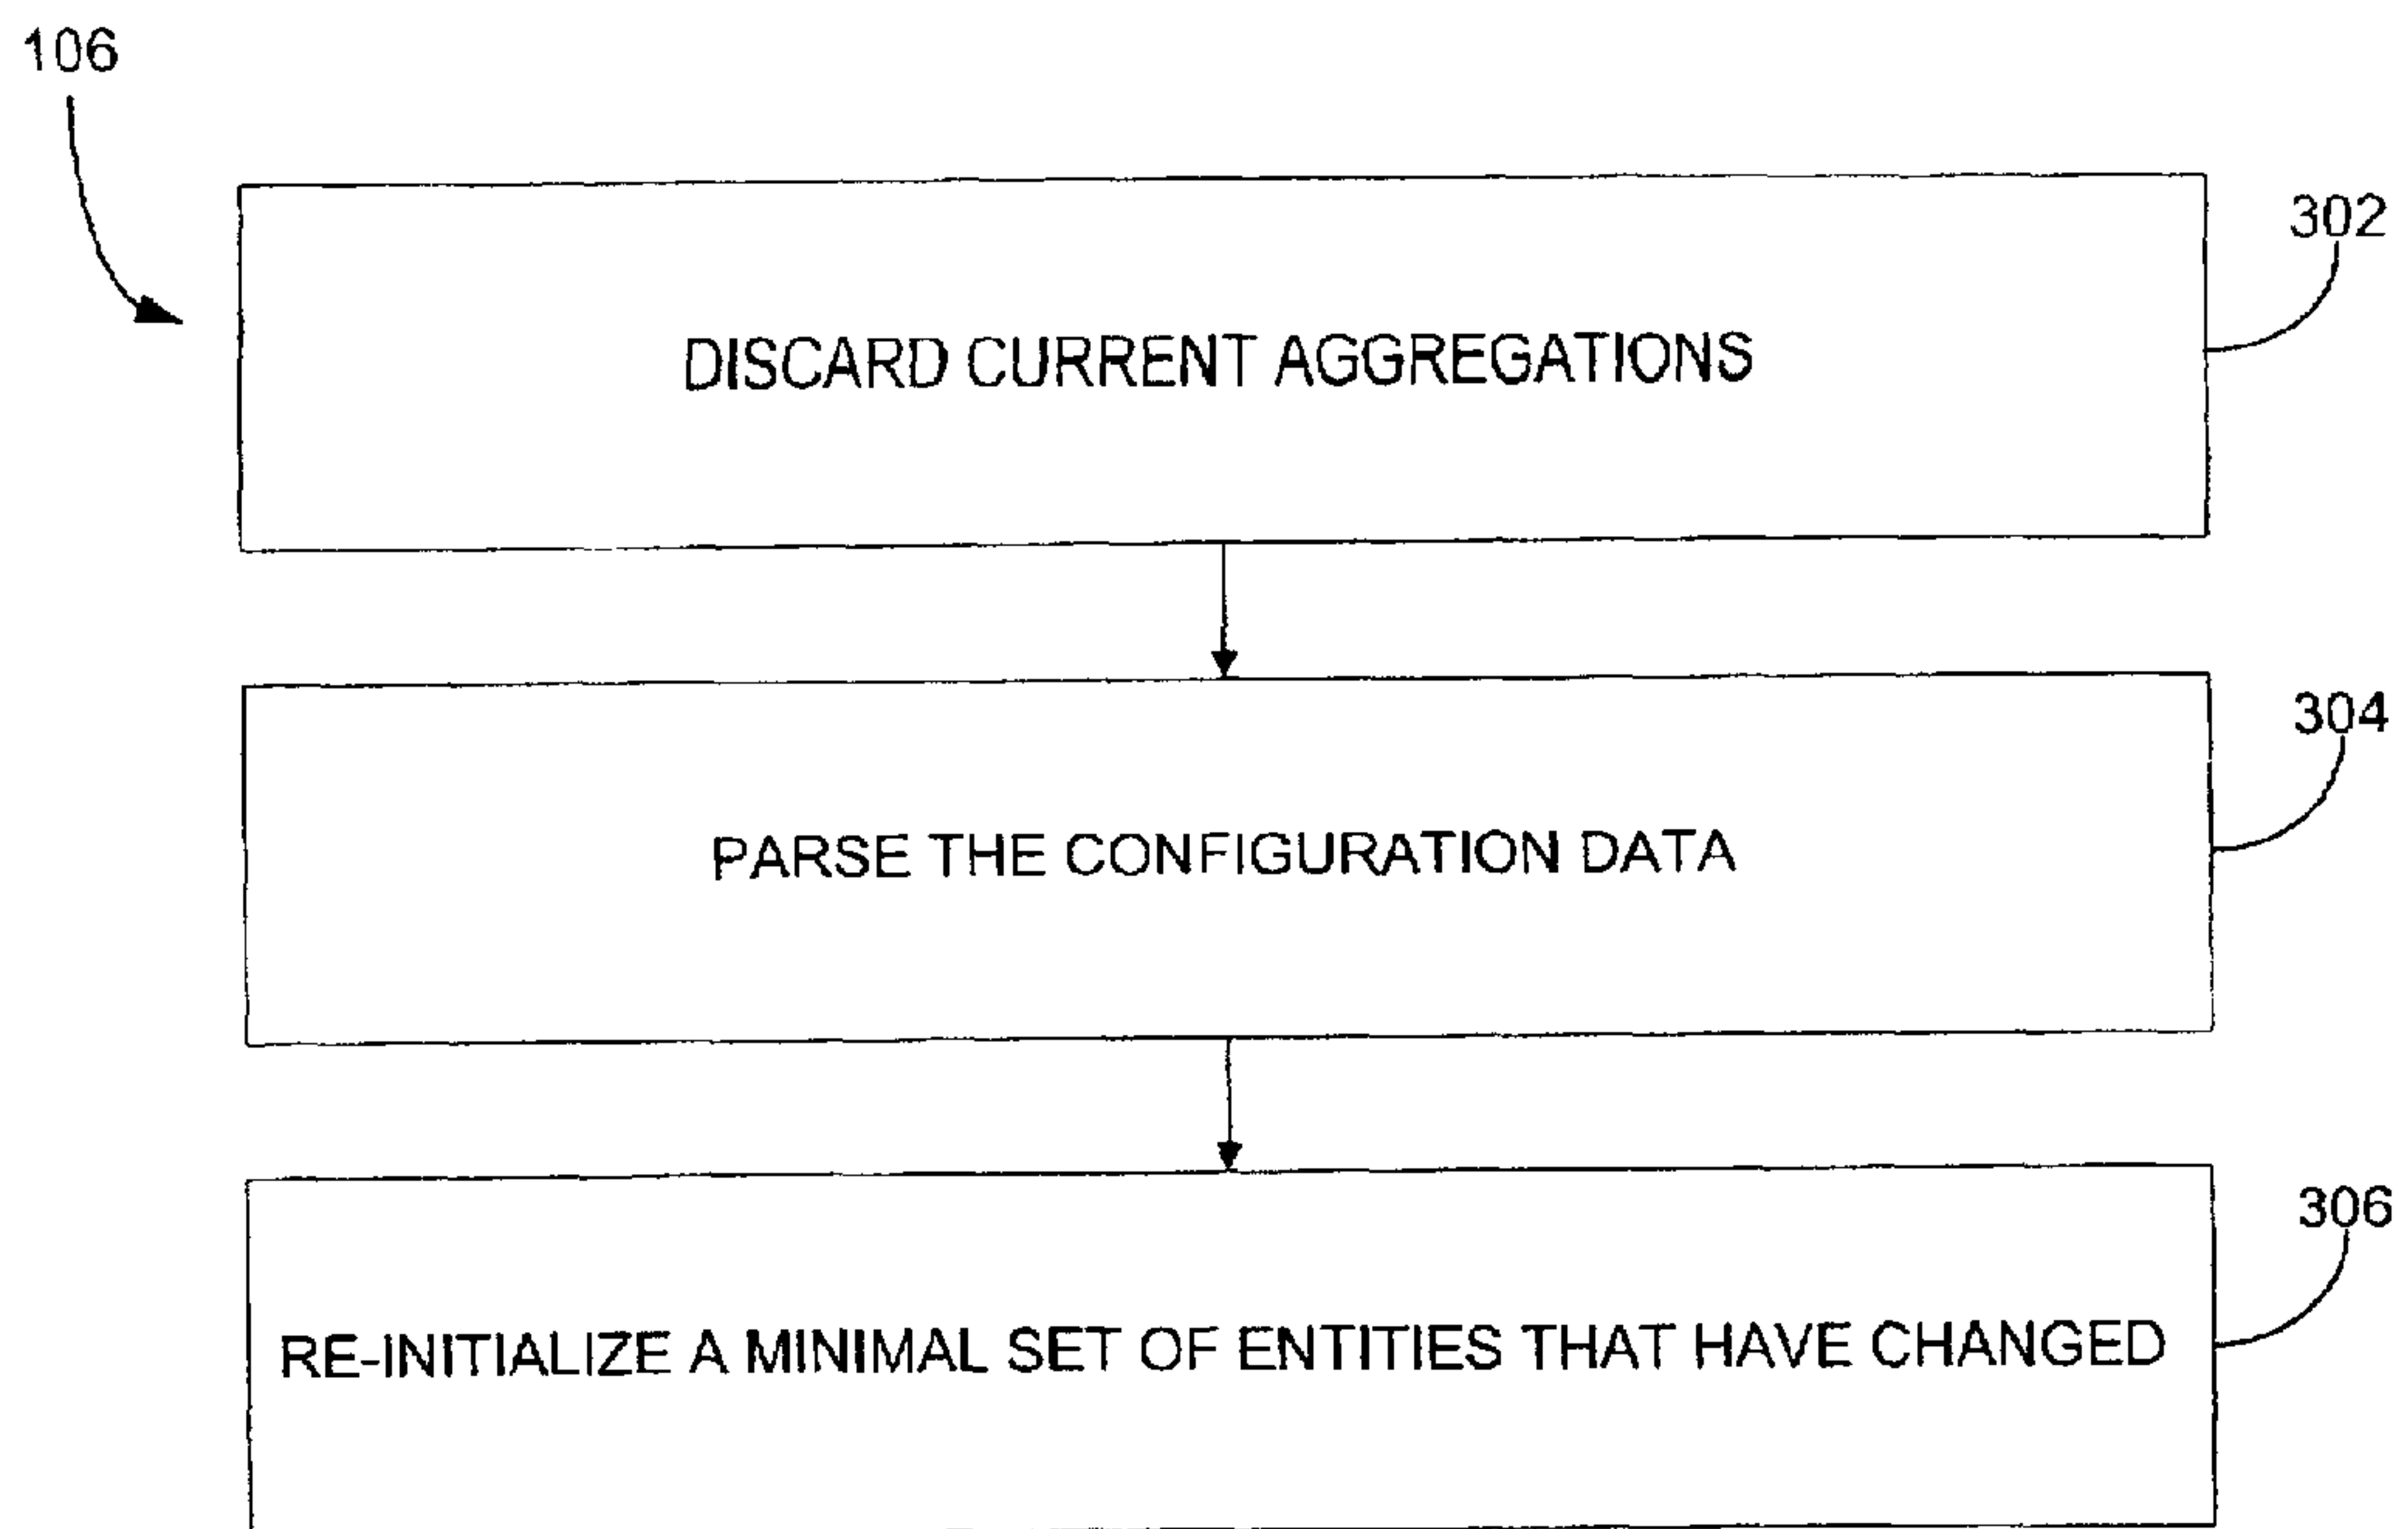 106
302
DISCARD CURRENT AGGREGATIONS
304
PARSE THE CONFIGURATION DATA
306
RE-INITIALIZE A MINIMAL SET OF ENTITIES THAT HAVE CHANGED